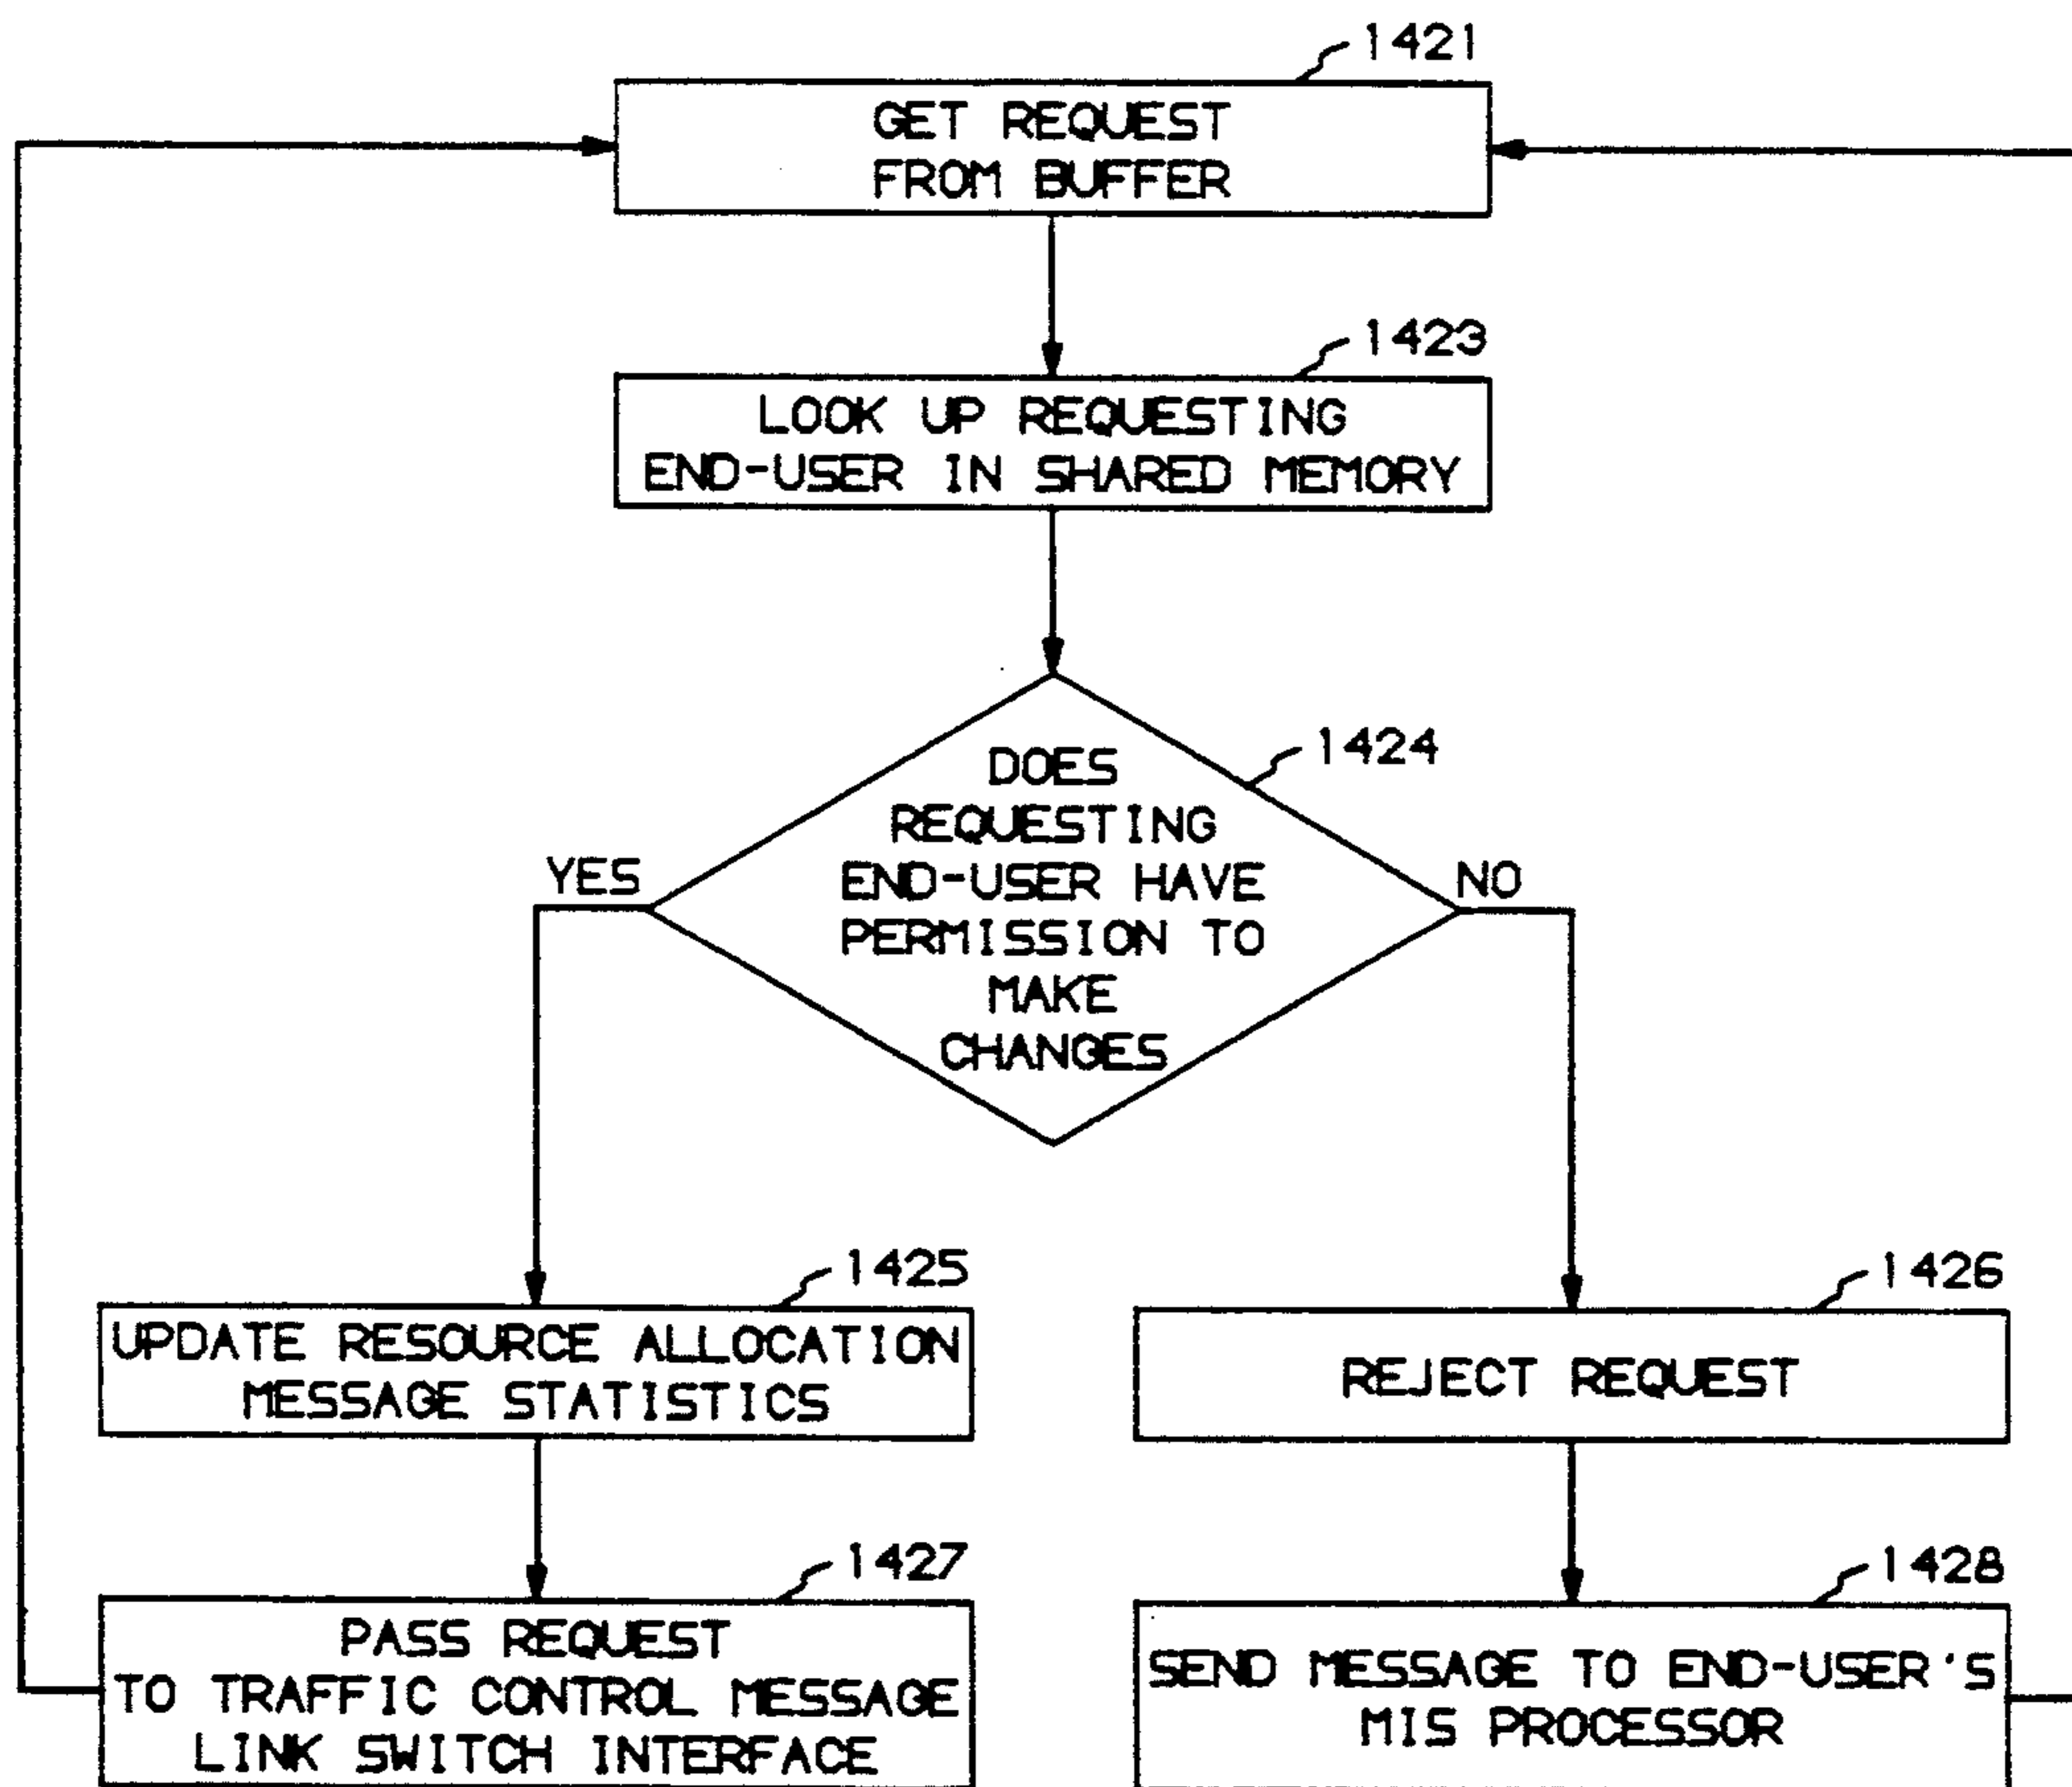 1421
GET REQUEST
FROM BUFFER
1423
LOOK UP REQUESTING
END-USER IN SHARED MEMORY
1424
DOES
REQUESTING
END-USER HAVE
PERMISSION TO
MAKE
CHANGES
YES
NO
1425
UPDATE RESOURCE ALLOCATION
MESSAGE STATISTICS
1426
REJECT REQUEST
1427
PASS REQUEST
TO TRAFFIC CONTROL MESSAGE
LINK SWITCH INTERFACE
1428
SEND MESSAGE TO END-USER'S
MIS PROCESSOR